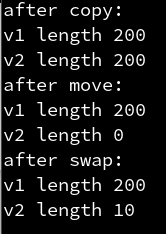 after copy:
v1 length 200
v2 length 200
after move:
v1 length 200
v2 length 0
after swap:
v1 length 200
v2 length 10